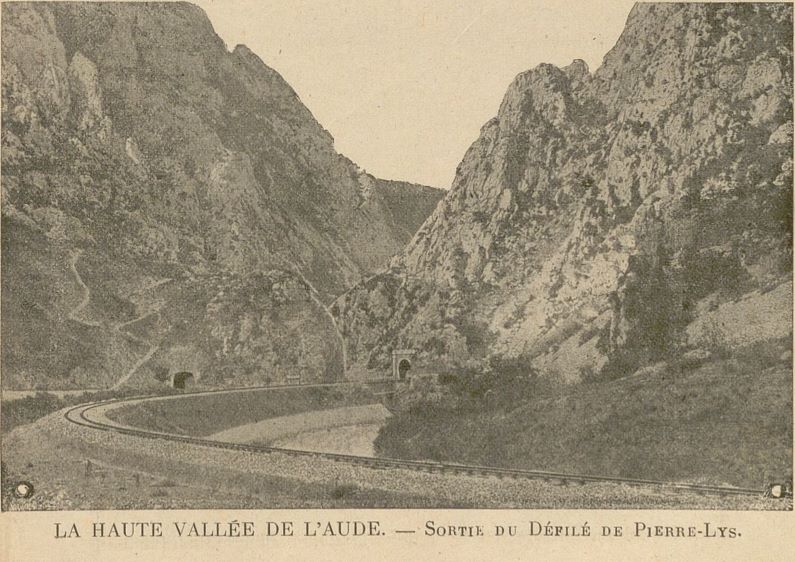 LA HAUTE VALLÉE DE L'AUDE. — SORTIE DU DÉFILÉ DE PIERRE-LYS.